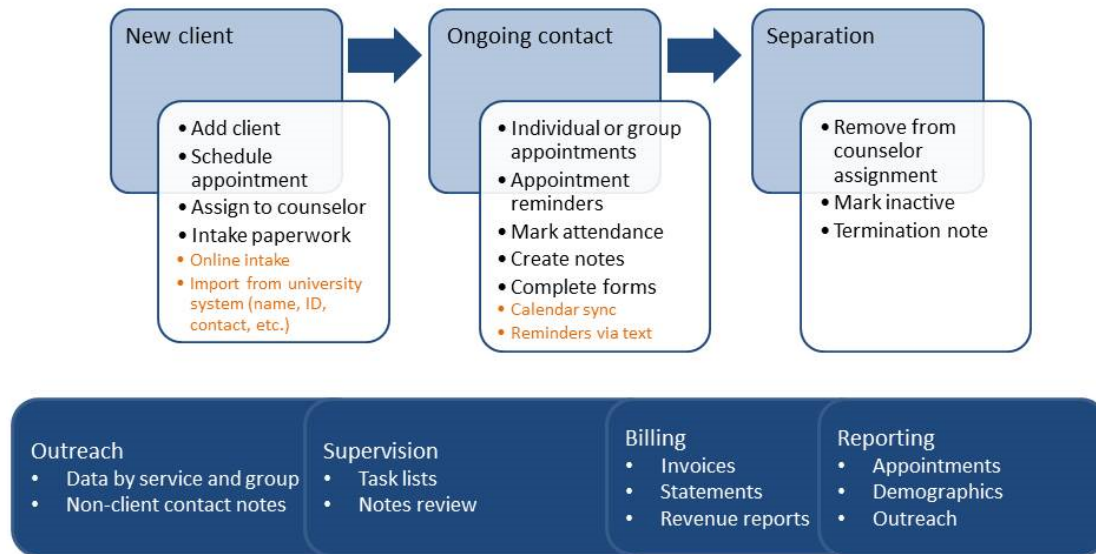 New client
• Add client
• Schedule
appointment
• Assign to counselor
• Intake paperwork
• Online intake
• Import from university
system (name, ID,
contact, etc.)
Ongoing contact
• Individual or group
appointments
• Appointment
reminders
• Mark attendance
• Create notes
• Complete forms
• Calendar sync
• Reminders via text
Separation
• Remove from
counselor
assignment
• Mark inactive
• Termination note
Outreach
• Data by service and group
• Non-client contact notes
Supervision
• Task lists
• Notes review
Billing
• Invoices
• Statements
• Revenue reports
Reporting
• Appointments
• Demographics
• Outreach